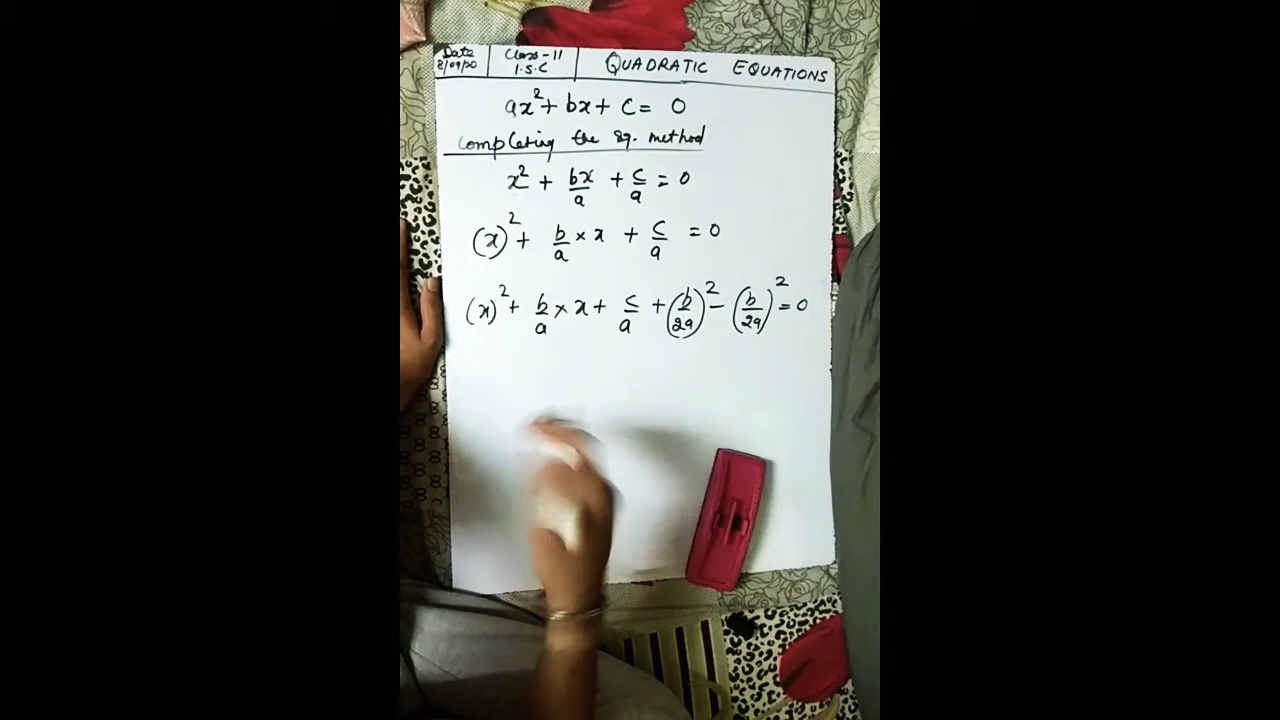 Date 8/09/20 Class-11 I.S.C QUADRATIC EQUATIONS
ax² + bx + c = 0
Completing the sq. method
x² + bx/a + c/a = 0
(x)² + b/a × x + c/a = 0
(x)² + b/a × x + c/a + (b/2a)² - (b/2a)² = 0